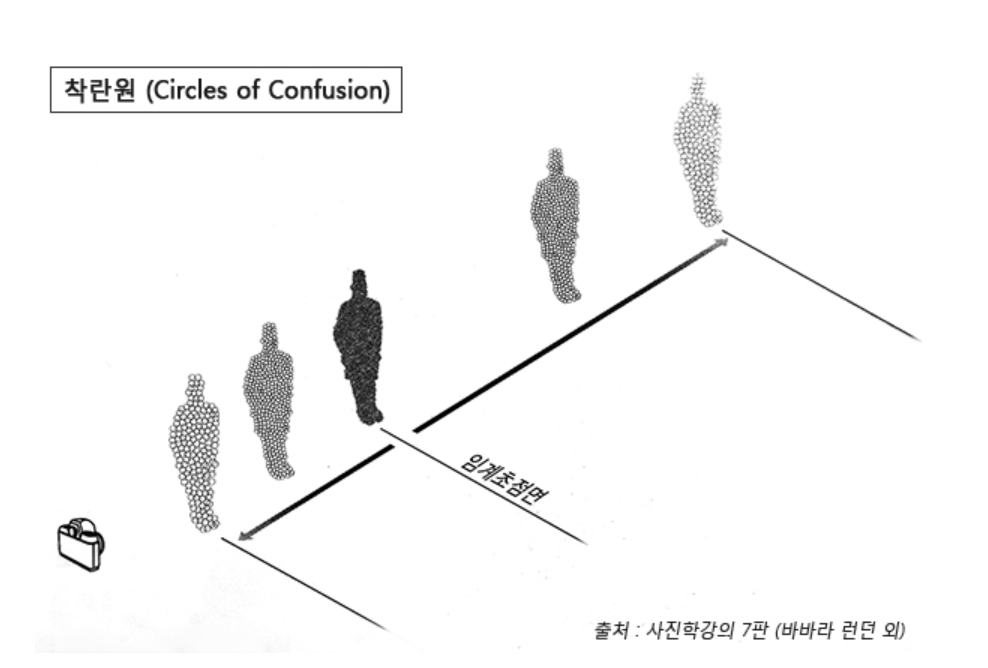 착란원 (Circles of Confusion)
임계초점면
출처 : 사진학강의 7판 (바바라 런던 외)